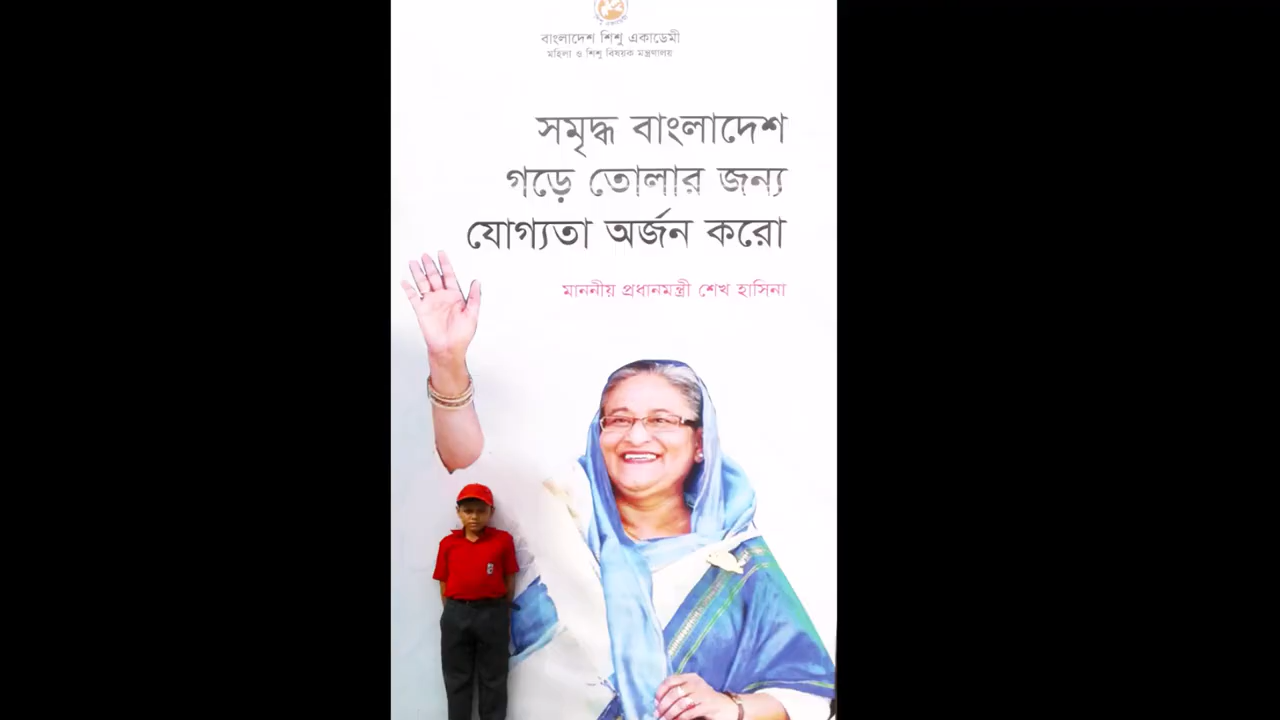 বাংলাদেশ শিশু একাডেমী
মহিলা ও শিশু বিষয়ক মন্ত্রণালয়
সমৃদ্ধ বাংলাদেশ
গড়ে তোলার জন্য
যোগ্যতা অর্জন করো
মাননীয় প্রধানমন্ত্রী শেখ হাসিনা